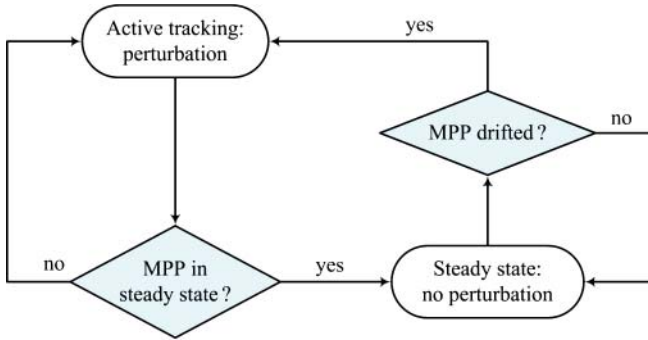 Active tracking:
perturbation
yes
MPP drifted?
no
no
MPP in
steady state?
yes
Steady state:
no perturbation